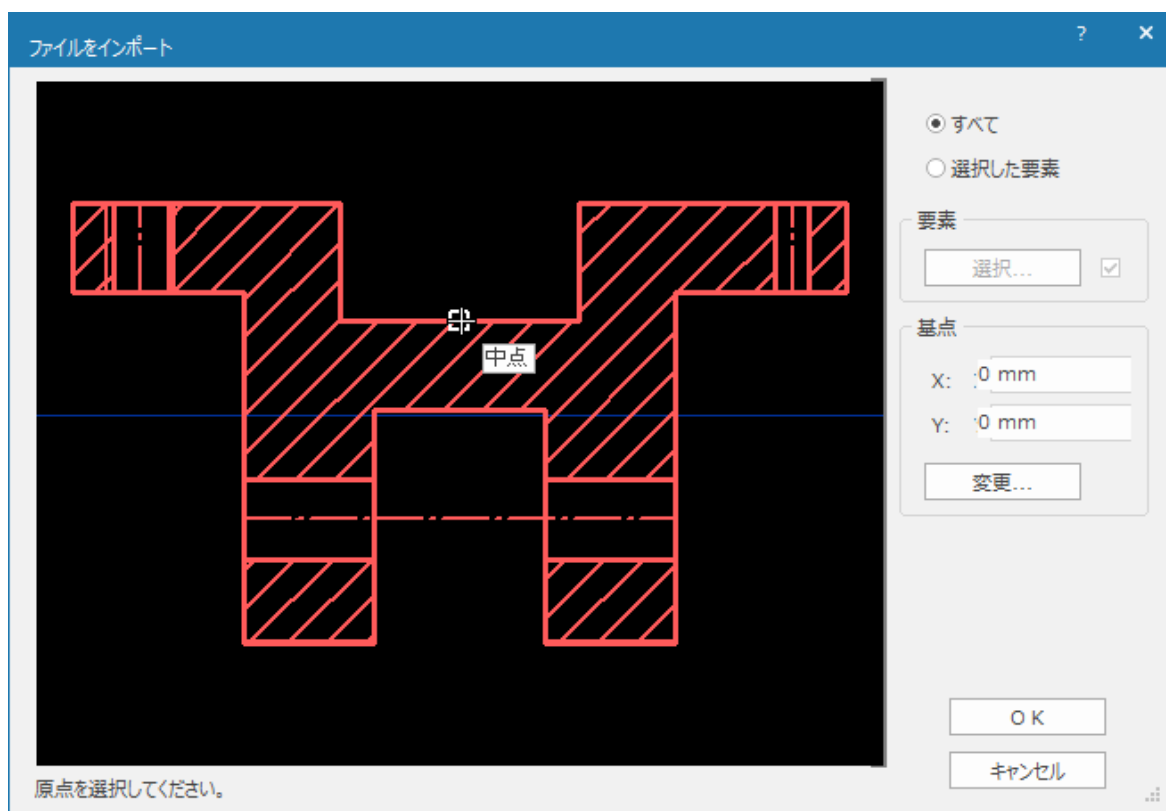 ファイルをインポート
?
×
すべて
選択した要素
要素
選択...
中点
基点
X: 0 mm
Y: 0 mm
変更...
O K
キャンセル
原点を選択してください。